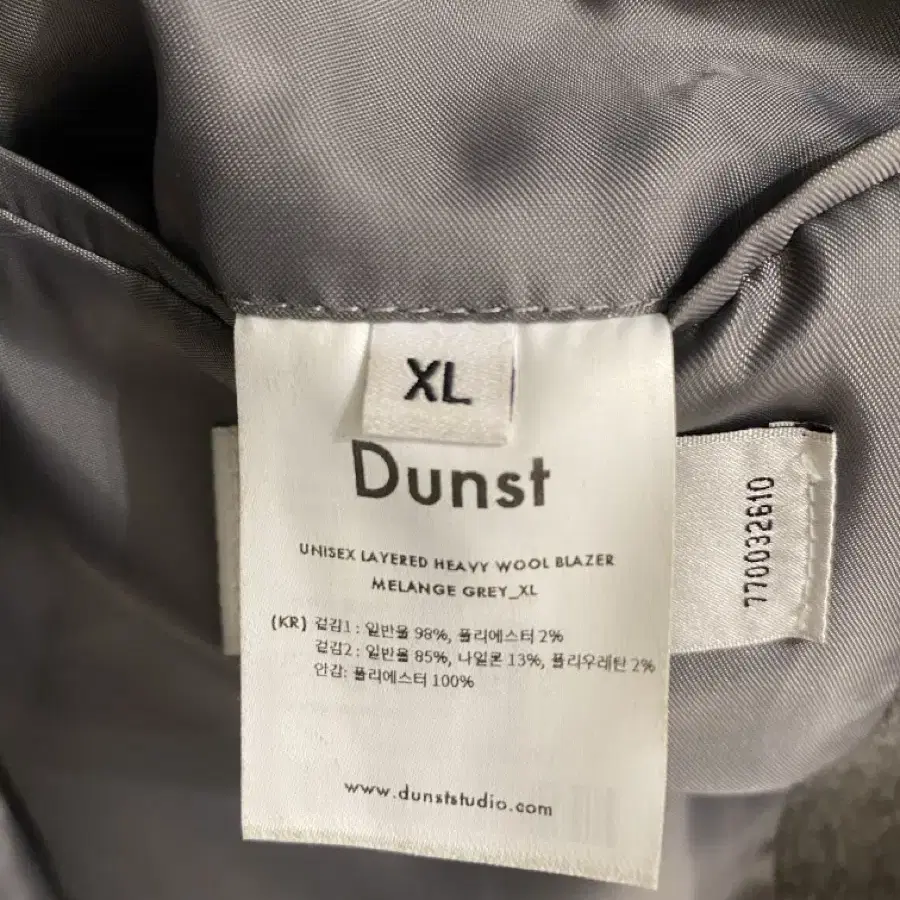 XL
Dunst
UNISEX LAYERED HEAVY WOOL BLAZER
MELANGE GREY_XL
(KR) 겉감1 : 일반울 98%, 폴리에스터 2%
겉감2 : 일반울 85%, 나일론 13%, 폴리우레탄 2%
안감: 폴리에스터 100%
www.dunststudio.com
770032610